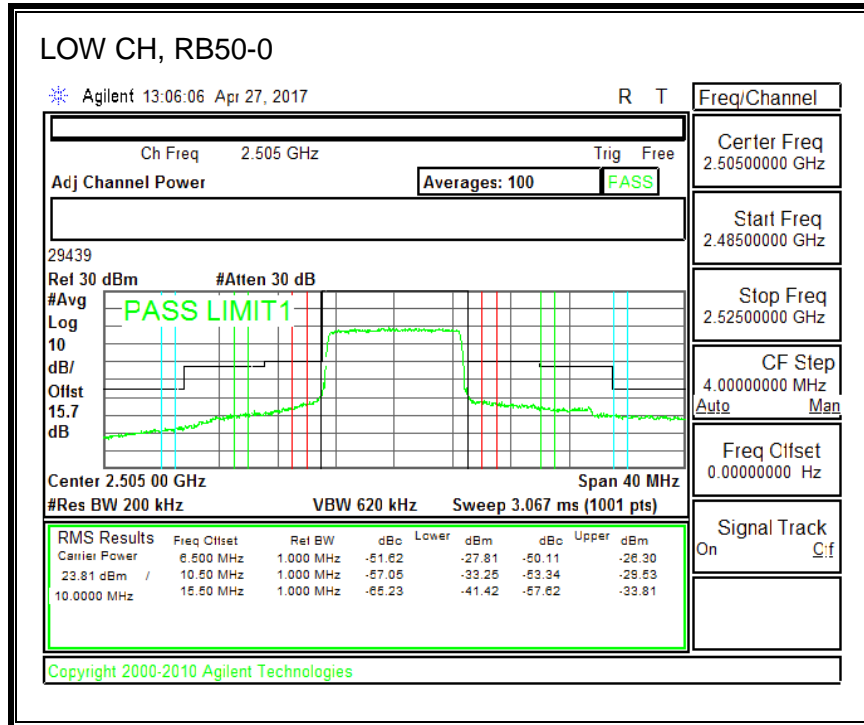 LOW CH, RB50-0
Agilent 13:06:06 Apr 27, 2017 R T
Freq/Channel
Ch Freq 2.505 GHz Trig Free
Adj Channel Power Averages: 100 PASS
Center Freq
2.50500000 GHz
Start Freq
2.48500000 GHz
Stop Freq
2.52500000 GHz
CF Step
4.00000000 MHz
Auto Man
Freq Offset
0.00000000 Hz
Signal Track
On Off
29439
Ref 30 dBm #Atten 30 dB
#Avg
Log
10
dB/
Offst
15.7
dB
PASS LIMIT1
Center 2.505 00 GHz Span 40 MHz
#Res BW 200 kHz VBW 620 kHz Sweep 3.067 ms (1001 pts)
RMS Results Freq Offset Ref BW dBc Lower dBm dBc Upper dBm
Carrier Power 6.500 MHz 1.000 MHz -51.62 -27.81 -50.11 -26.30
23.81 dBm / 10.50 MHz 1.000 MHz -57.05 -33.25 -53.34 -29.53
10.0000 MHz 15.50 MHz 1.000 MHz -65.23 -41.42 -57.62 -33.81
Copyright 2000-2010 Agilent Technologies